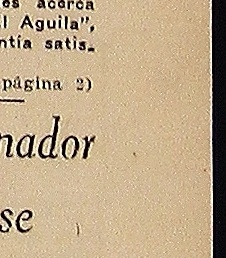 es acerca
l Aguila",
ntía satis-
página 2)
nador
se